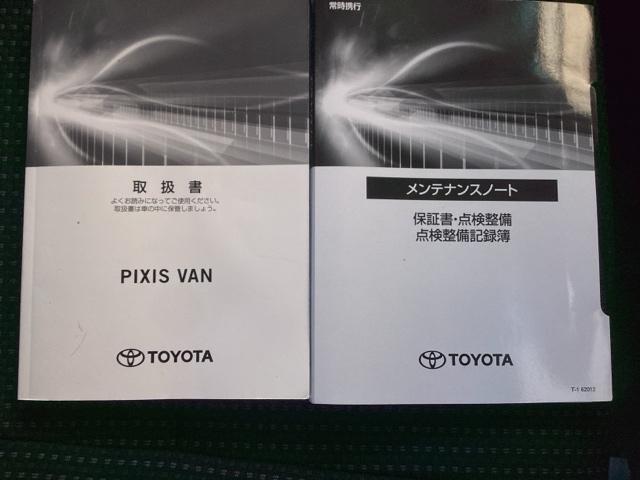 取扱書
よくお読みになってご使用ください。
取扱書は車の中に保管しましょう。
PIXIS VAN
TOYOTA
常時携行
メンテナンスノート
保証書・点検整備
点検整備記録簿
TOYOTA
T-1 62013